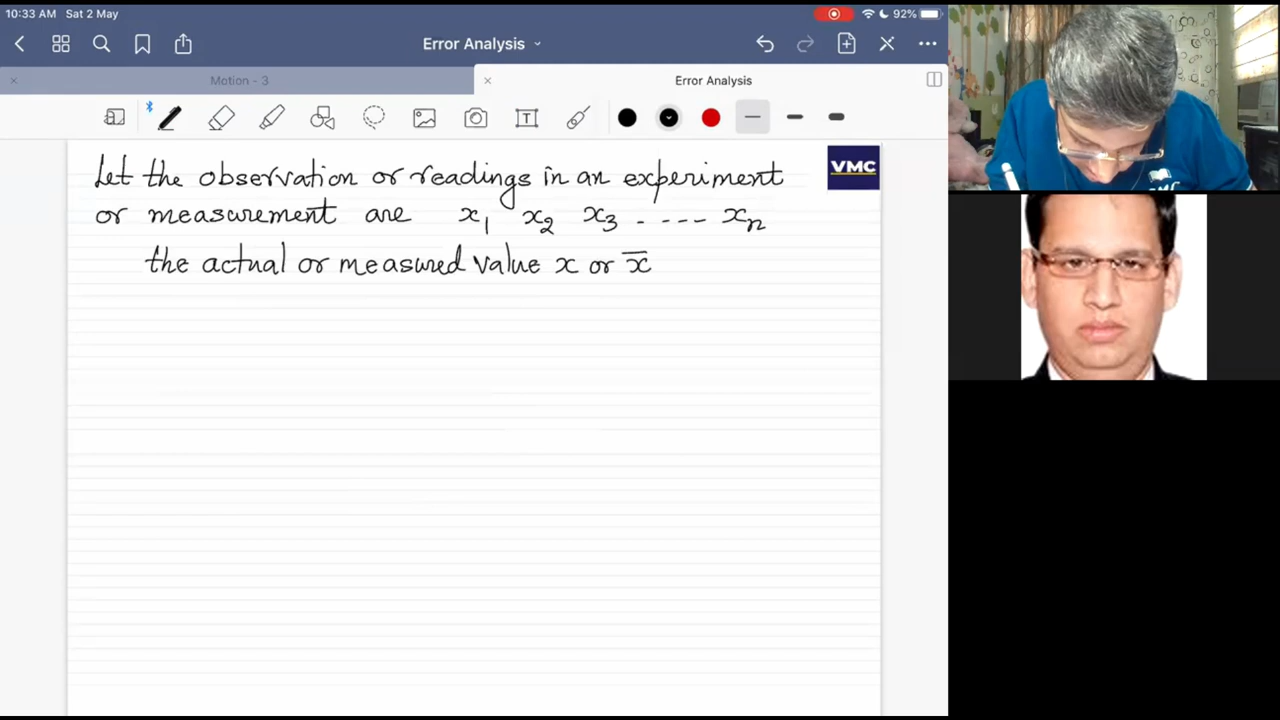 10:33 AM Sat 2 May
92%
Error Analysis
Motion - 3
Error Analysis
T
VMC
Let the observation or readings in an experiment
or measurement are x₁ x₂ x₃ - ---- xₙ
the actual or measured value x or x̄